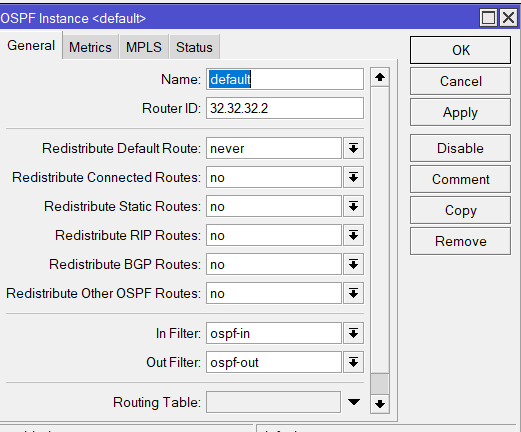 OSPF Instance <default>
General Metrics MPLS Status
Name: default
Router ID: 32.32.32.2
Redistribute Default Route: never
Redistribute Connected Routes: no
Redistribute Static Routes: no
Redistribute RIP Routes: no
Redistribute BGP Routes: no
Redistribute Other OSPF Routes: no
In Filter: ospf-in
Out Filter: ospf-out
Routing Table:
OK
Cancel
Apply
Disable
Comment
Copy
Remove